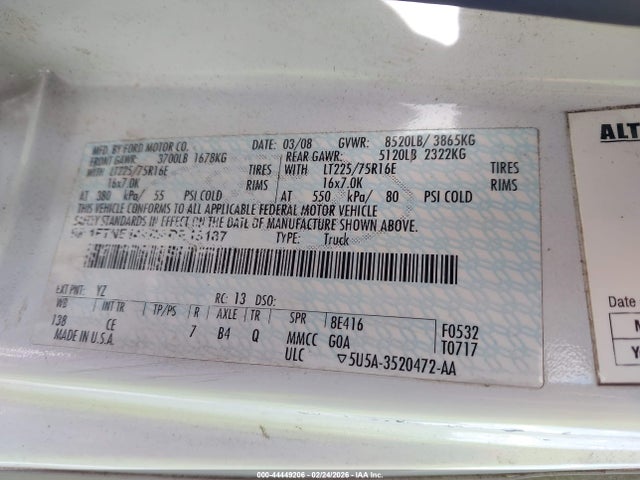 MFD. BY FORD MOTOR CO.
DATE: 03/08 GVWR: 8520LB/ 3865KG
FRONT GAWR: 3700LB 1678KG
REAR GAWR: 5120LB 2322KG
WITH LT225/75R16E TIRES
WITH LT225/75R16E TIRES
16x7.0K RIMS
16x7.0K RIMS
AT 380 kPa/ 55 PSI COLD
AT 550 kPa/ 80 PSI COLD
THIS VEHICLE CONFORMS TO ALL APPLICABLE FEDERAL MOTOR VEHICLE
SAFETY STANDARDS IN EFFECT ON THE DATE OF MANUFACTURE SHOWN ABOVE.
TYPE: Truck
EXT PNT: YZ RC: 13 DSO:
WB INT TR TP/PS R AXLE TR SPR 8E416 F0532
138 CE 7 B4 Q MMCC GOA T0717
MADE IN U.S.A. ULC ▽5U5A-3520472-AA
ALT
Date
N
Y
000-44449206 - 02/24/2026 - Copyright IAA, LLC